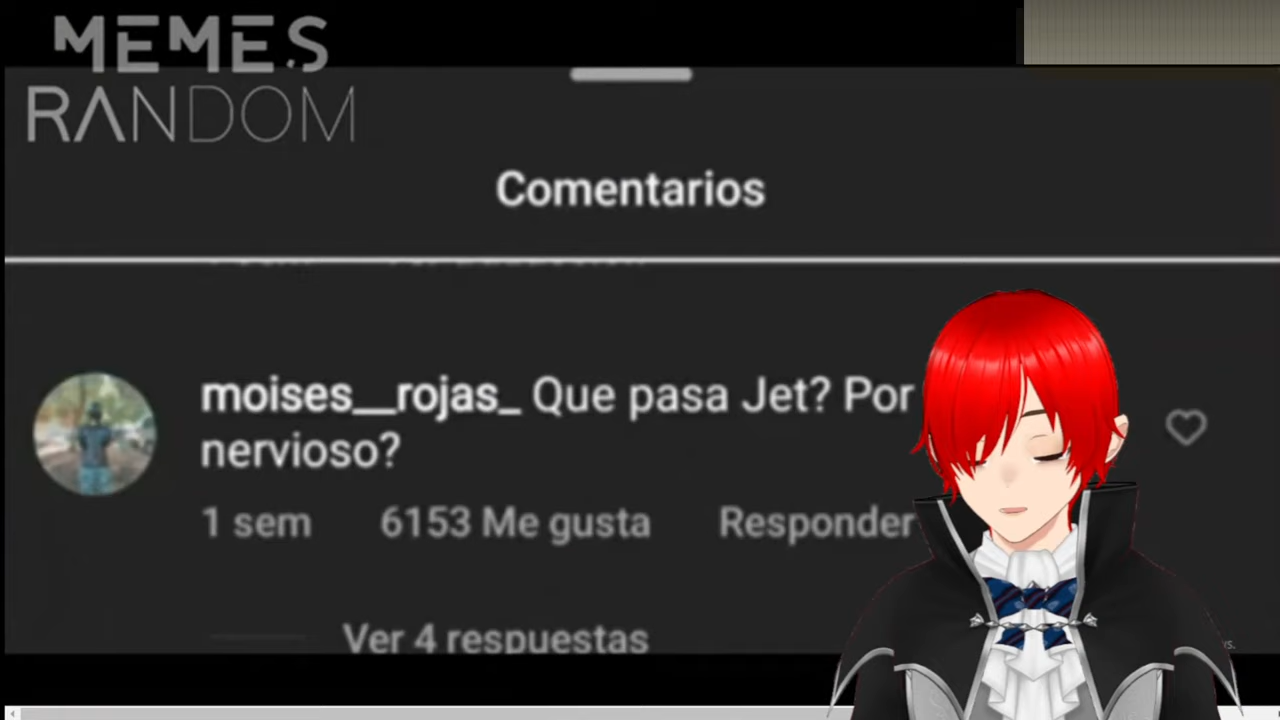 MEMES
RANDOM
Comentarios
moises__rojas_ Que pasa Jet? Por
nervioso?
1 sem 6153 Me gusta Responder
Ver 4 respuestas